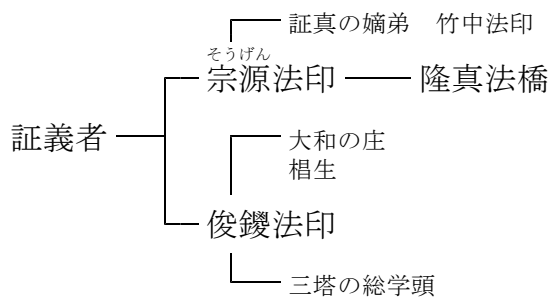 証真の嫡弟　竹中法印
そうげん
宗源法印
隆真法橋
証義者
大和の庄
椙生
俊鑁法印
三塔の総学頭